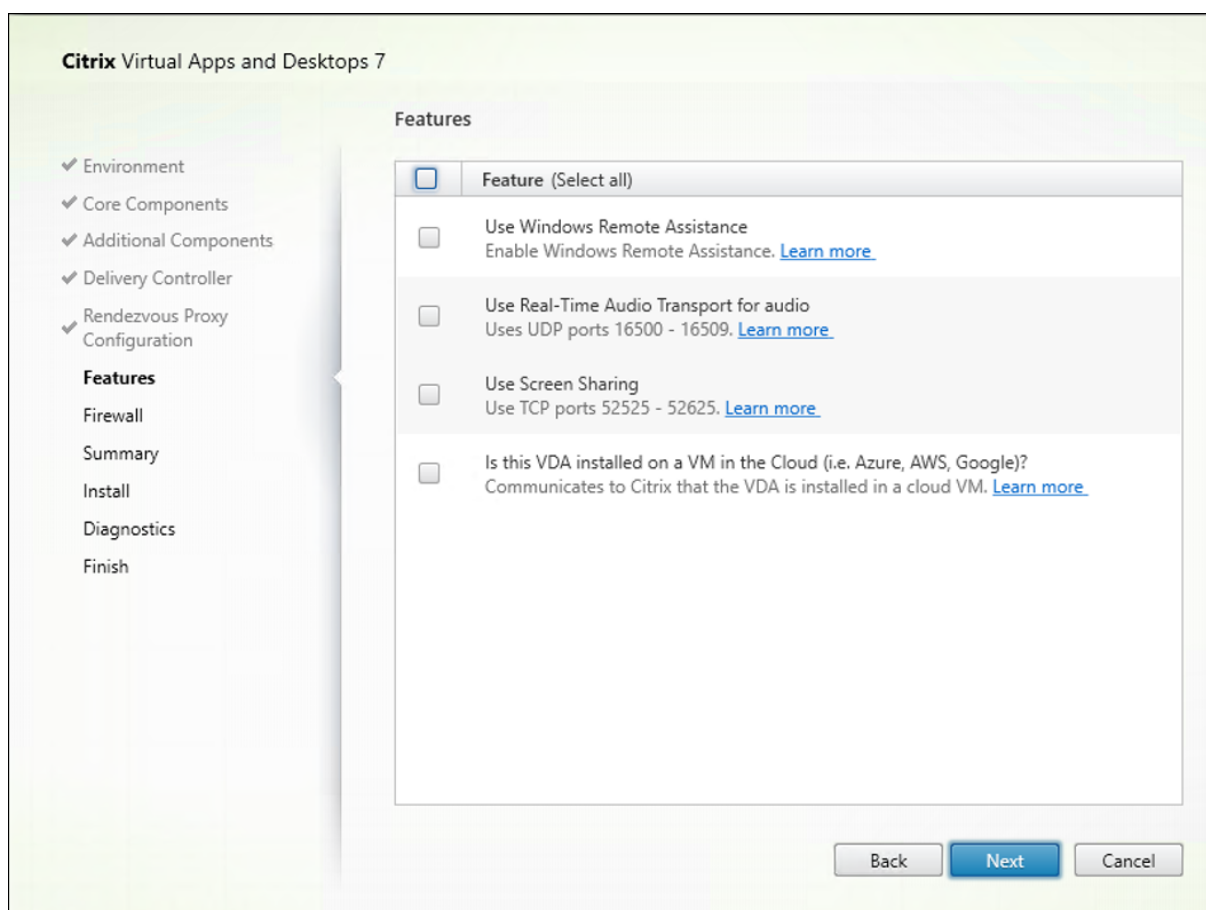 Citrix Virtual Apps and Desktops 7
Environment
Core Components
Additional Components
Delivery Controller
Rendezvous Proxy
Configuration
Features
Firewall
Summary
Install
Diagnostics
Finish
Features
Feature (Select all)
Use Windows Remote Assistance
Enable Windows Remote Assistance. Learn more
Use Real-Time Audio Transport for audio
Uses UDP ports 16500 - 16509. Learn more
Use Screen Sharing
Use TCP ports 52525 - 52625. Learn more
Is this VDA installed on a VM in the Cloud (i.e. Azure, AWS, Google)?
Communicates to Citrix that the VDA is installed in a cloud VM. Learn more
Back Next Cancel